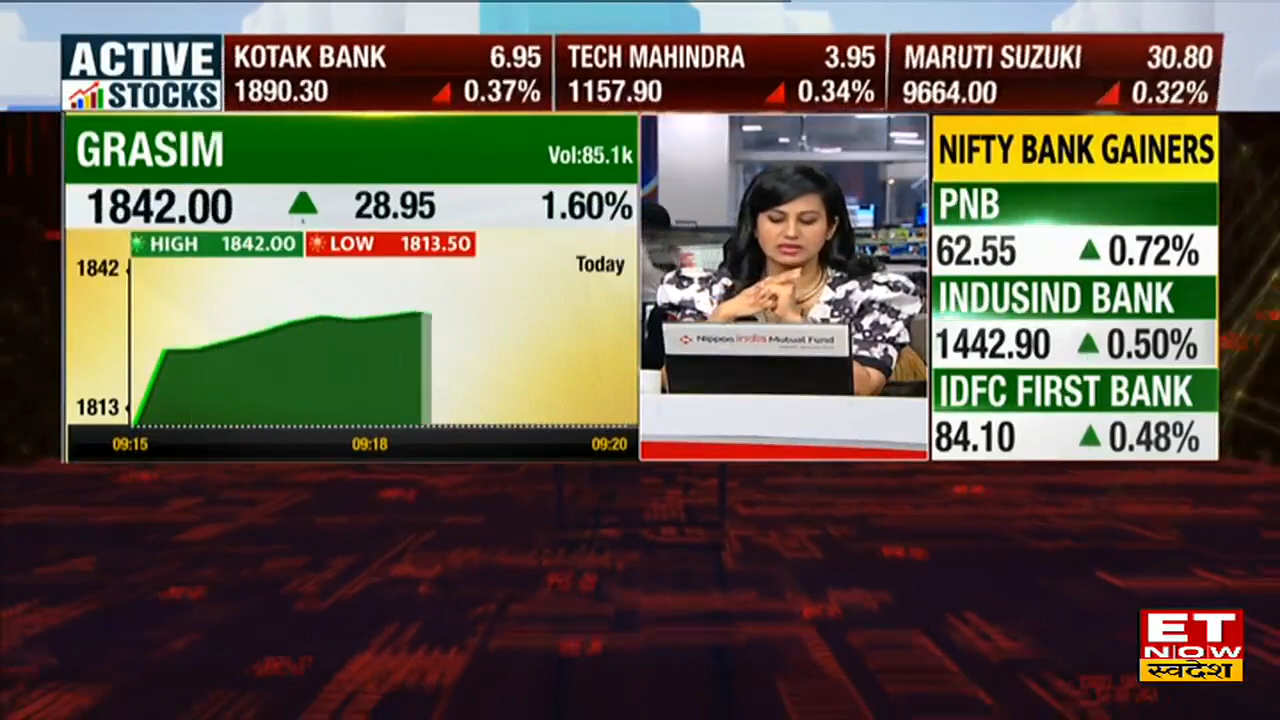 ACTIVE
STOCKS
KOTAK BANK 6.95
1890.30 0.37%
TECH MAHINDRA 3.95
1157.90 0.34%
MARUTI SUZUKI 30.80
9664.00 0.32%
GRASIM Vol:85.1k
1842.00 28.95 1.60%
HIGH 1842.00 LOW 1813.50
Today
1842
1813
09:15 09:18 09:20
Nippon india Mutual Fund
NIFTY BANK GAINERS
PNB
62.55 0.72%
INDUSIND BANK
1442.90 0.50%
IDFC FIRST BANK
84.10 0.48%
ET
NOW
स्वदेश